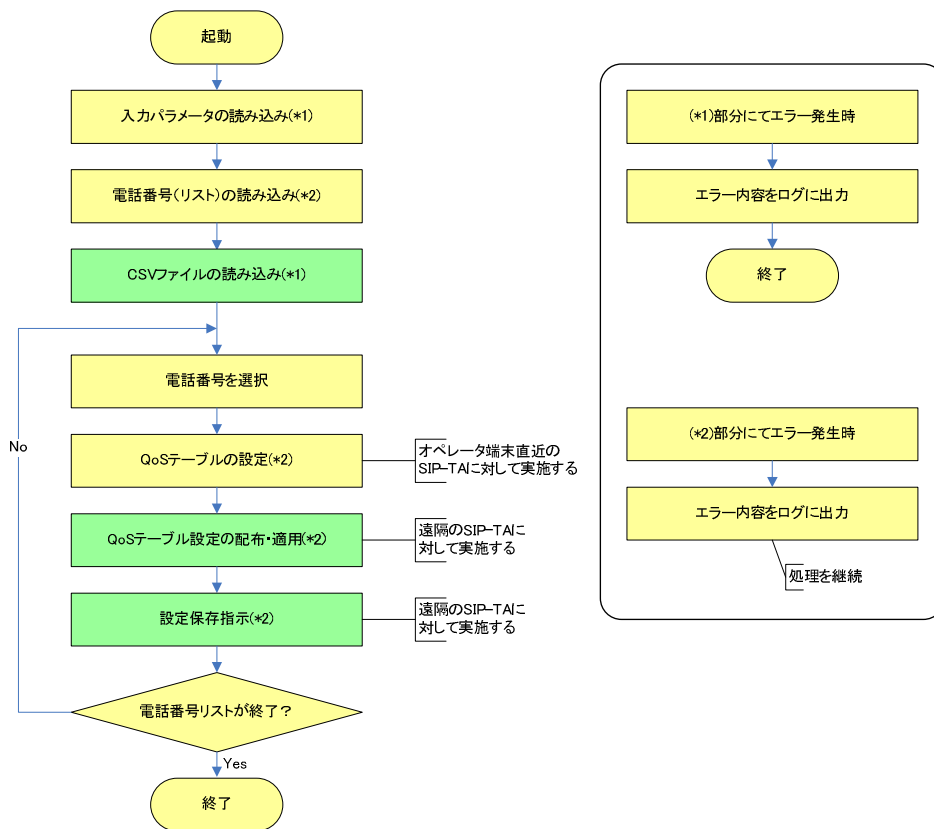 起動
入力パラメータの読み込み(*1)
電話番号(リスト)の読み込み(*2)
CSVファイルの読み込み(*1)
電話番号を選択
No
QoSテーブルの設定(*2)
オペレータ端末直近の
SIP-TAに対して実施する
QoSテーブル設定の配布・適用(*2)
遠隔のSIP-TAに
対して実施する
設定保存指示(*2)
遠隔のSIP-TAに
対して実施する
電話番号リストが終了?
Yes
終了
(*1)部分にてエラー発生時
エラー内容をログに出力
終了
(*2)部分にてエラー発生時
エラー内容をログに出力
処理を継続